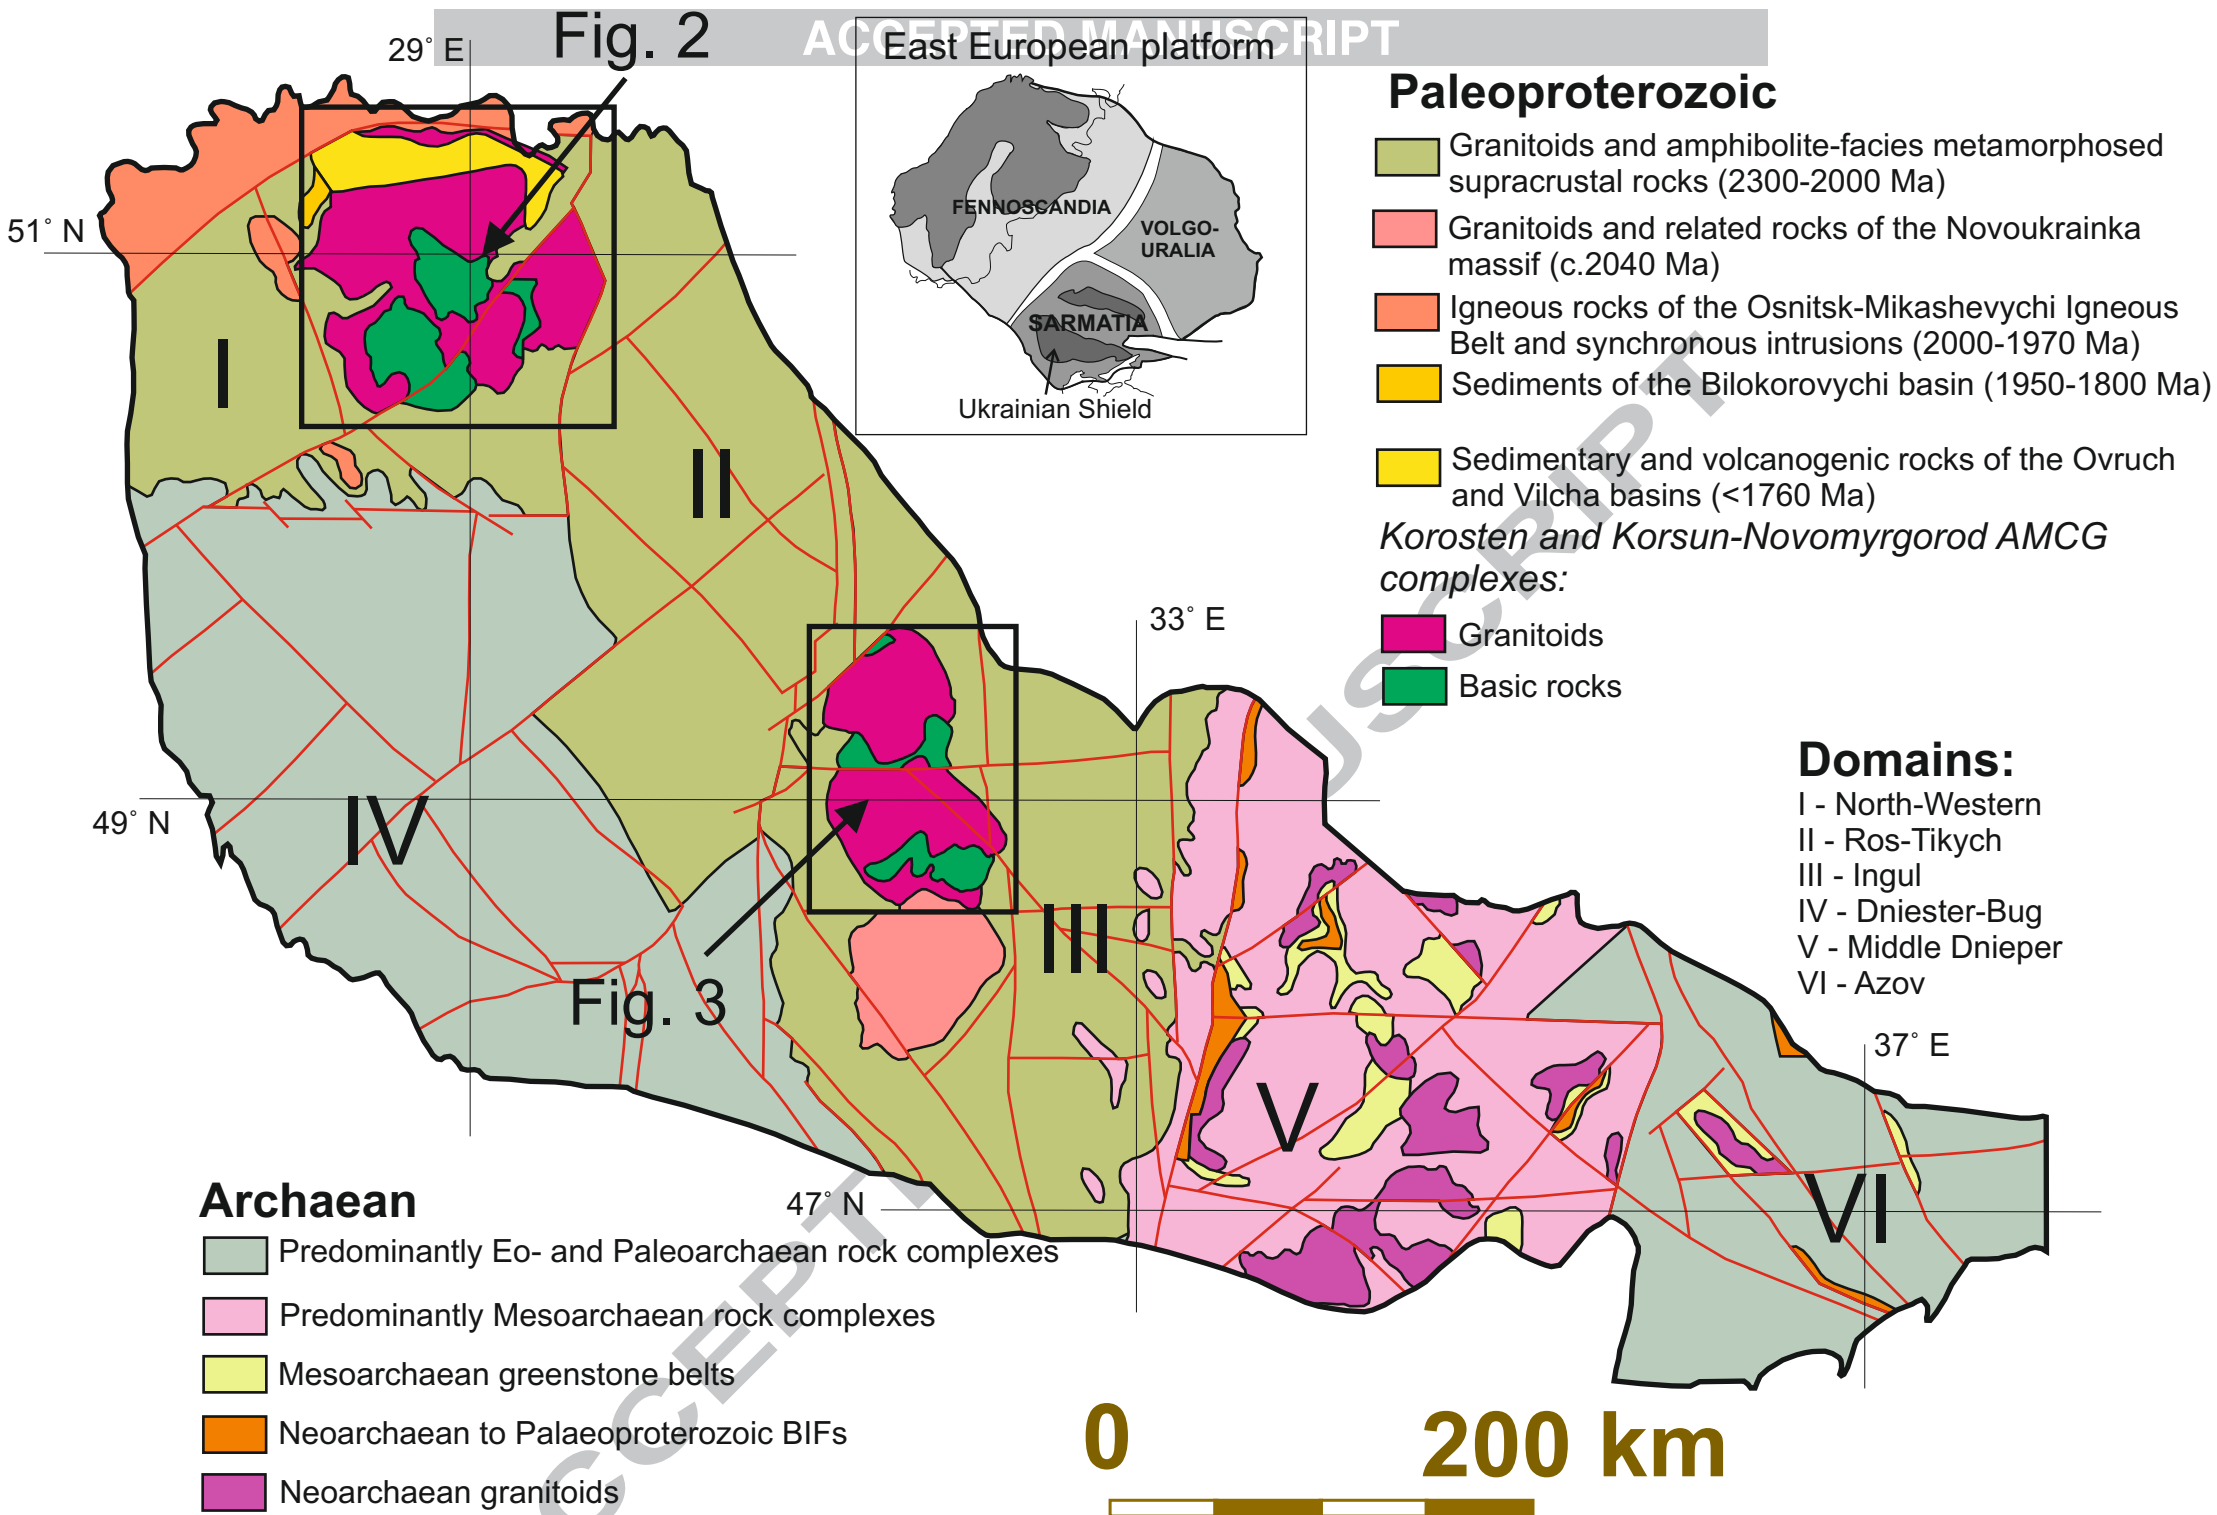 ACCEPTED MANUSCRIPT
29° E
Fig. 2
East European platform
FENNOSCANDIA
VOLGO-
URALIA
SARMATIA
Ukrainian Shield
51° N
I
II
33° E
49° N
IV
III
Fig. 3
V
37° E
VI
47° N
Paleoproterozoic
Granitoids and amphibolite-facies metamorphosed
supracrustal rocks (2300-2000 Ma)
Granitoids and related rocks of the Novoukrainka
massif (c.2040 Ma)
Igneous rocks of the Osnitsk-Mikashevychi Igneous
Belt and synchronous intrusions (2000-1970 Ma)
Sediments of the Bilokorovychi basin (1950-1800 Ma)
Sedimentary and volcanogenic rocks of the Ovruch
and Vilcha basins (<1760 Ma)
Korosten and Korsun-Novomyrgorod AMCG
complexes:
Granitoids
Basic rocks
Domains:
I - North-Western
II - Ros-Tikych
III - Ingul
IV - Dniester-Bug
V - Middle Dnieper
VI - Azov
Archaean
Predominantly Eo- and Paleoarchaean rock complexes
Predominantly Mesoarchaean rock complexes
Mesoarchaean greenstone belts
Neoarchaean to Palaeoproterozoic BIFs
Neoarchaean granitoids
0 200 km